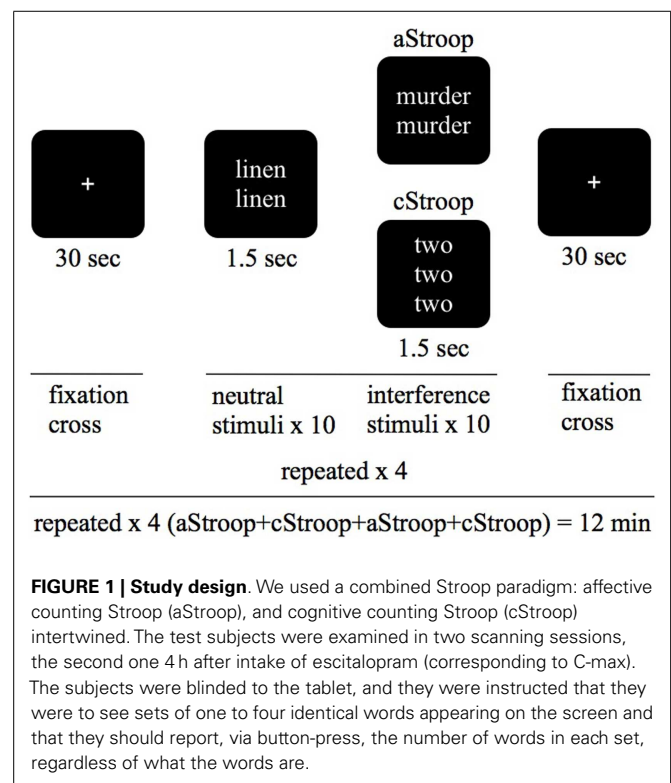 aStroop
murder
murder
+
linen
linen
+
cStroop
two
two
two
30 sec
1.5 sec
30 sec
1.5 sec
fixation
cross
neutral
stimuli x 10
interference
stimuli x 10
fixation
cross
repeated x 4
repeated x 4 (aStroop+cStroop+aStroop+cStroop) = 12 min
FIGURE 1 | Study design. We used a combined Stroop paradigm: affective
counting Stroop (aStroop), and cognitive counting Stroop (cStroop)
intertwined. The test subjects were examined in two scanning sessions,
the second one 4 h after intake of escitalopram (corresponding to C-max).
The subjects were blinded to the tablet, and they were instructed that they
were to see sets of one to four identical words appearing on the screen and
that they should report, via button-press, the number of words in each set,
regardless of what the words are.